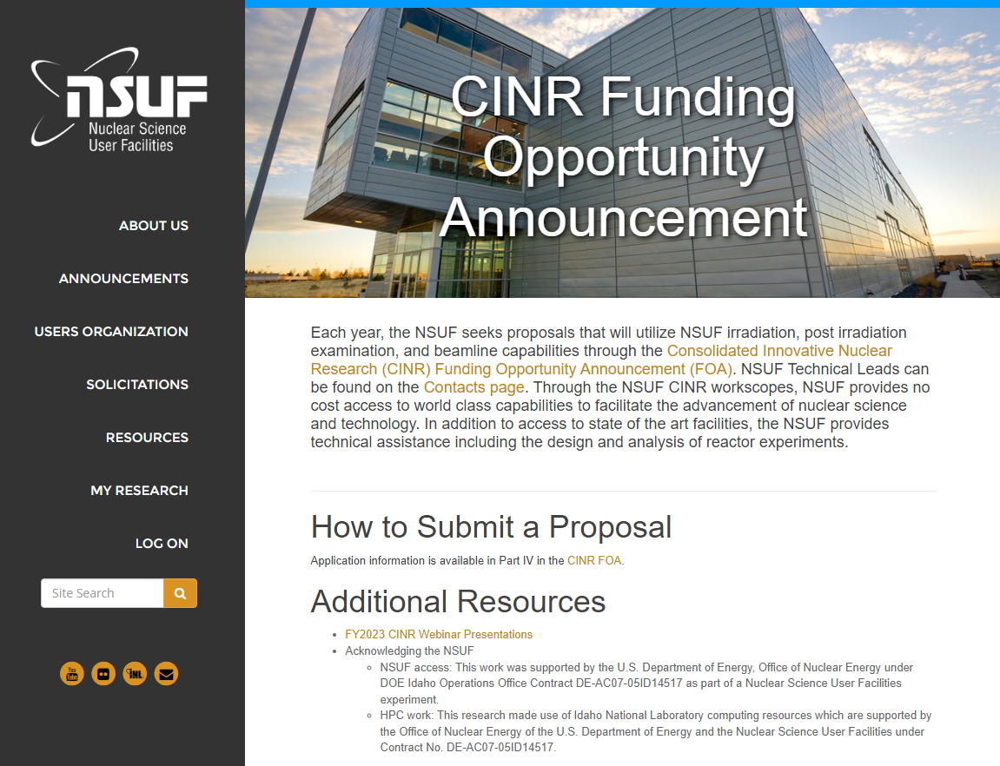 nsuf
Nuclear Science
User Facilities
ABOUT US
ANNOUNCEMENTS
USERS ORGANIZATION
SOLICITATIONS
RESOURCES
MY RESEARCH
LOG ON
Site Search
You
Tube
INL
CINR Funding
Opportunity
Announcement
Each year, the NSUF seeks proposals that will utilize NSUF irradiation, post irradiation
examination, and beamline capabilities through the Consolidated Innovative Nuclear
Research (CINR) Funding Opportunity Announcement (FOA). NSUF Technical Leads can
be found on the Contacts page. Through the NSUF CINR workscopes, NSUF provides no
cost access to world class capabilities to facilitate the advancement of nuclear science
and technology. In addition to access to state of the art facilities, the NSUF provides
technical assistance including the design and analysis of reactor experiments.
How to Submit a Proposal
Application information is available in Part IV in the CINR FOA.
Additional Resources
FY2023 CINR Webinar Presentations
Acknowledging the NSUF
NSUF access: This work was supported by the U.S. Department of Energy, Office of Nuclear Energy under
DOE Idaho Operations Office Contract DE-AC07-05ID14517 as part of a Nuclear Science User Facilities
experiment.
HPC work: This research made use of Idaho National Laboratory computing resources which are supported by
the Office of Nuclear Energy of the U.S. Department of Energy and the Nuclear Science User Facilities under
Contract No. DE-AC07-05ID14517.